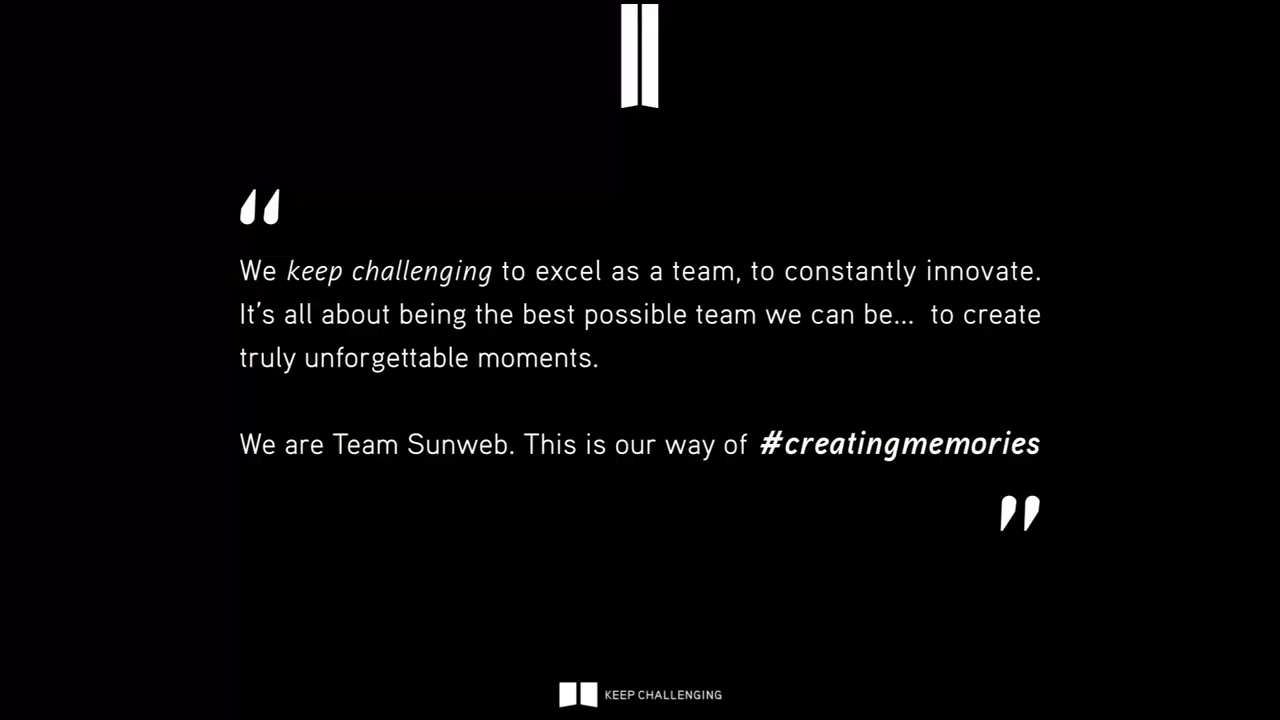 “
We keep challenging to excel as a team, to constantly innovate.
It’s all about being the best possible team we can be... to create
truly unforgettable moments.
We are Team Sunweb. This is our way of #creatingmemories
”
KEEP CHALLENGING